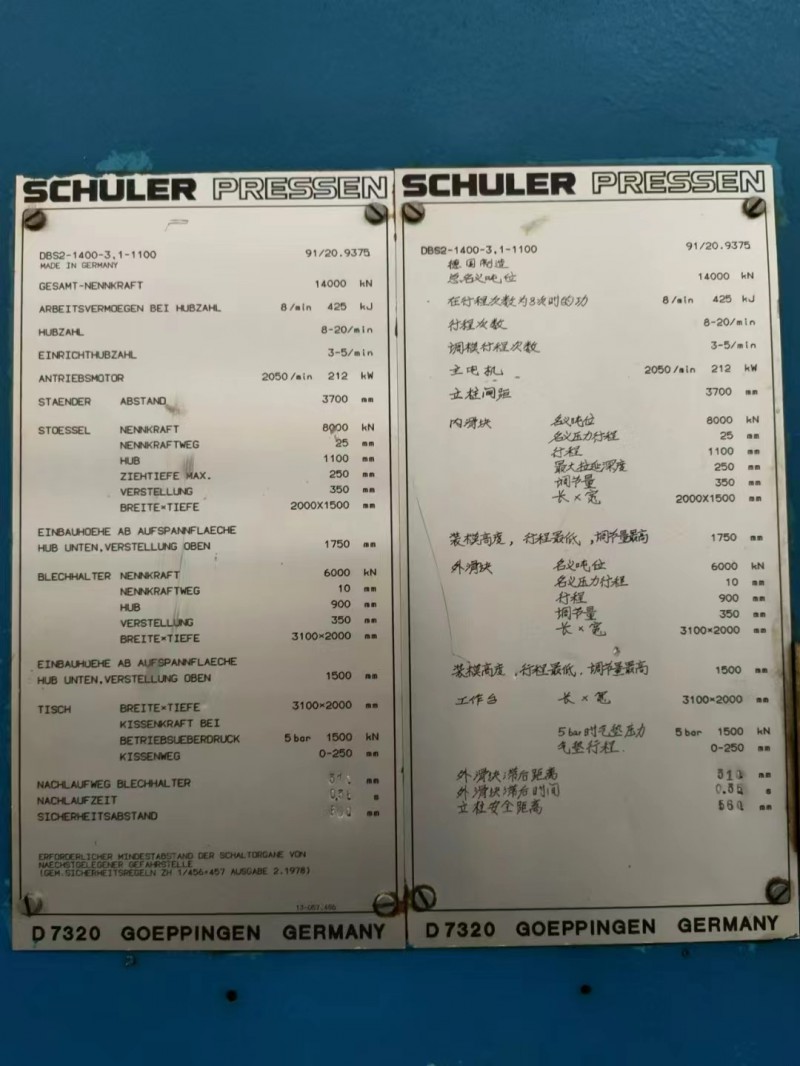 SCHULER PRESSEN
DBS2-1400-3,1-1100 91/20.9375
MADE IN GERMANY
GESAMT-NENNKRAFT 14000 kN
ARBEITSVERMOEGEN BEI HUBZAHL 8/min 425 kJ
HUBZAHL 8-20/min
EINRICHTHUBZAHL 3-5/min
ANTRIEBSMOTOR 2050/min 212 kW
STAENDER ABSTAND 3700 mm
STOESSEL NENNKRAFT 8000 kN
NENNKRAFTWEG 25 mm
HUB 1100 mm
ZIEHTIEFE MAX. 250 mm
VERSTELLUNG 350 mm
BREITE×TIEFE 2000X1500 mm
EINBAUHOEHE AB AUFSPANNFLAECHE
HUB UNTEN,VERSTELLUNG OBEN 1750 mm
BLECHHALTER NENNKRAFT 6000 kN
NENNKRAFTWEG 10 mm
HUB 900 mm
VERSTELLUNG 350 mm
BREITE×TIEFE 3100×2000 mm
EINBAUHUEHE AB AUFSPANNFLAECHE
HUB UNTEN,VERSTELLUNG OBEN 1500 mm
TISCH BREITE×TIEFE 3100×2000 mm
KISSENKRAFT BEI
BETRIEBSUEBERDRUCK 5 bar 1500 kN
KISSENWEG 0-250 mm
NACHLAUFWEG BLECHHALTER mm
NACHLAUFZEIT s
SICHERHEITSABSTAND mm
ERFORDERLICHER MINDESTABSTAND DER SCHALTORGANE VON
NAECHSTGELEGENER GEFAHRSTELLE
(GEM.SICHERHEITSREGELN ZH 1/456+457 AUSGABE 2.1978)
D 7320 GOEPPINGEN GERMANY
SCHULER PRESSEN
DBS2-1400-3,1-1100 91/20.9375
德国制造
总名义吨位 14000 kN
在行程次数为8次时的功 8/min 425 kJ
行程次数 8-20/min
调模行程次数 3-5/min
主电机 2050/min 212 kW
立柱间距 3700 mm
内滑块 名义吨位 8000 kN
名义压力行程 25 mm
行程 1100 mm
最大拉延深度 250 mm
调节量 350 mm
长×宽 2000X1500 mm
装模高度,行程最低,调节量最高 1750 mm
外滑块 名义吨位 6000 kN
名义压力行程 10 mm
行程 900 mm
调节量 350 mm
长×宽 3100×2000 mm
装模高度,行程最低,调节量最高 1500 mm
工作台 长×宽 3100×2000 mm
5bar时气垫压力 5 bar 1500 kN
气垫行程. 0-250 mm
外滑块滞后距离 mm
外滑块滞后时间 s
立柱安全距离 560 mm
D 7320 GOEPPINGEN GERMANY